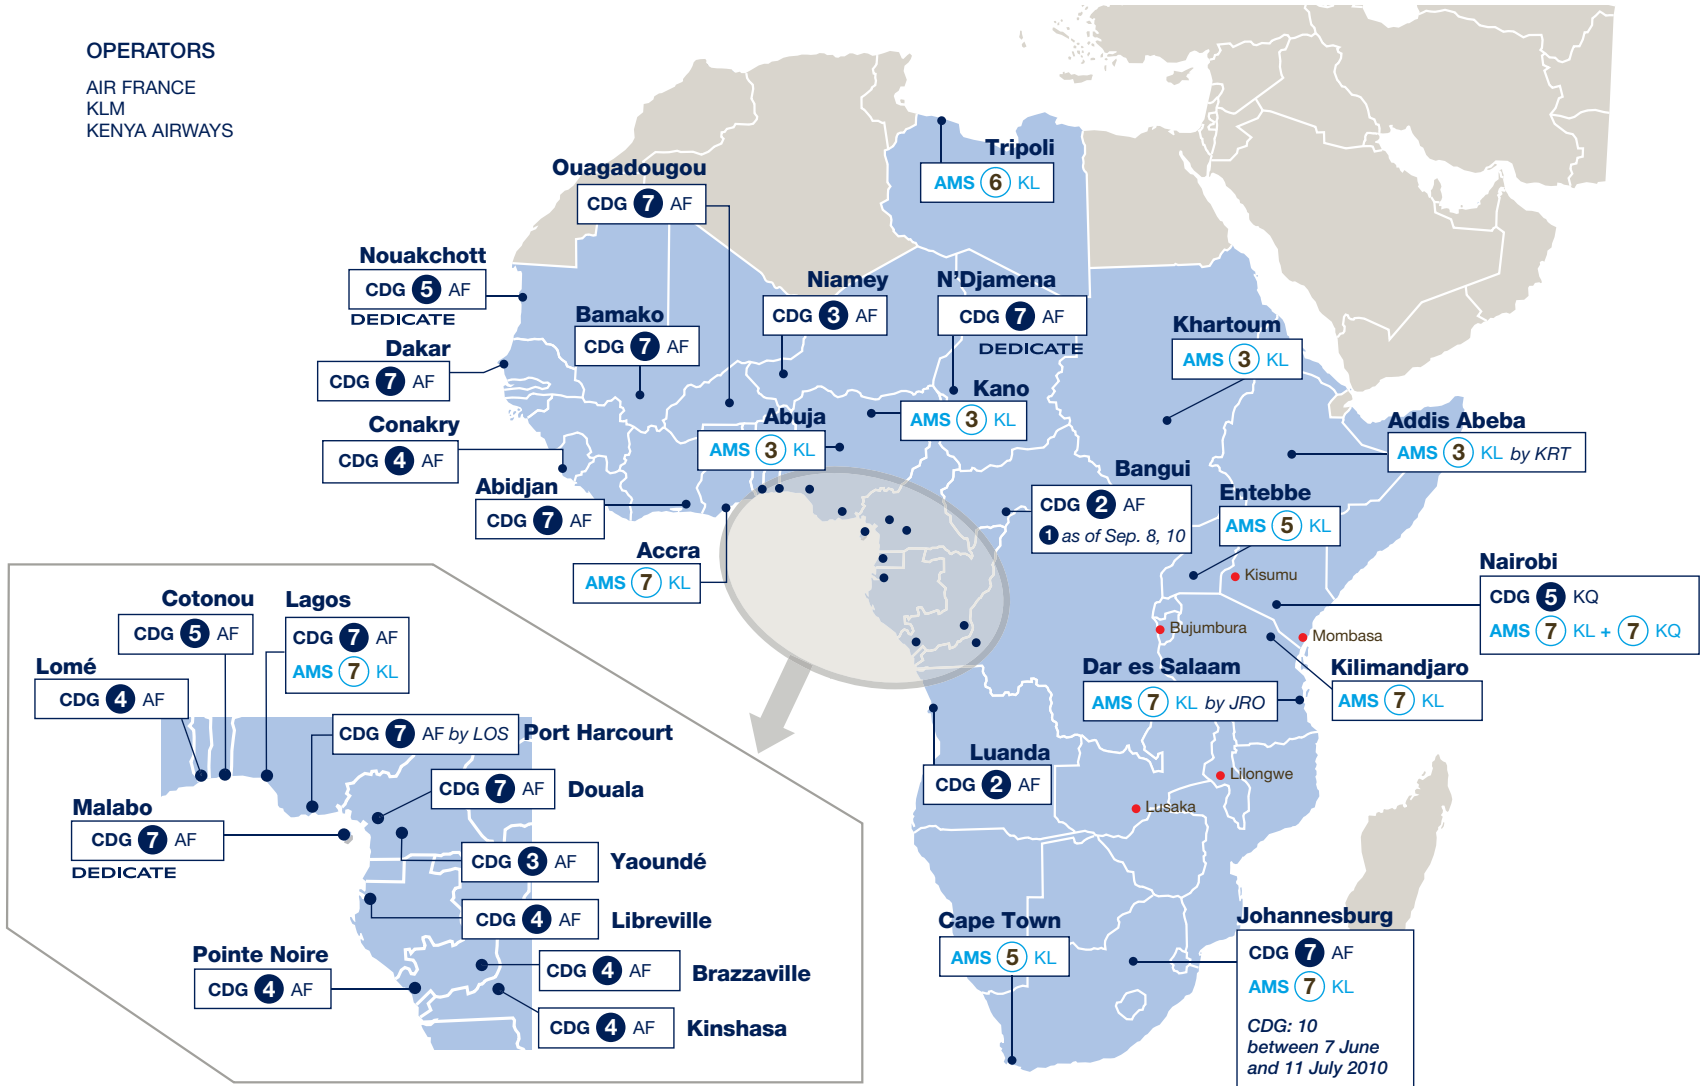 OPERATORS
AIR FRANCE
KLM
KENYA AIRWAYS
Tripoli
AMS 6 KL
Ouagadougou
CDG 7 AF
Nouakchott
CDG 5 AF
DEDICATE
Niamey
CDG 3 AF
N'Djamena
CDG 7 AF
DEDICATE
Bamako
CDG 7 AF
Khartoum
AMS 3 KL
Dakar
CDG 7 AF
Kano
AMS 3 KL
Abuja
AMS 3 KL
Conakry
CDG 4 AF
Addis Abeba
AMS 3 KL by KRT
Bangui
CDG 2 AF
1 as of Sep. 8, 10
Abidjan
CDG 7 AF
Entebbe
AMS 5 KL
Accra
AMS 7 KL
Kisumu
Nairobi
CDG 5 KQ
AMS 7 KL + 7 KQ
Bujumbura
Mombasa
Dar es Salaam
AMS 7 KL by JRO
Kilimandjaro
AMS 7 KL
Luanda
CDG 2 AF
Lilongwe
Lusaka
Cape Town
AMS 5 KL
Johannesburg
CDG 7 AF
AMS 7 KL
CDG: 10
between 7 June
and 11 July 2010
Cotonou
CDG 5 AF
Lagos
CDG 7 AF
AMS 7 KL
Lomé
CDG 4 AF
CDG 7 AF by LOS Port Harcourt
CDG 7 AF Douala
Malabo
CDG 7 AF
DEDICATE
CDG 3 AF Yaoundé
CDG 4 AF Libreville
Pointe Noire
CDG 4 AF
CDG 4 AF Brazzaville
CDG 4 AF Kinshasa